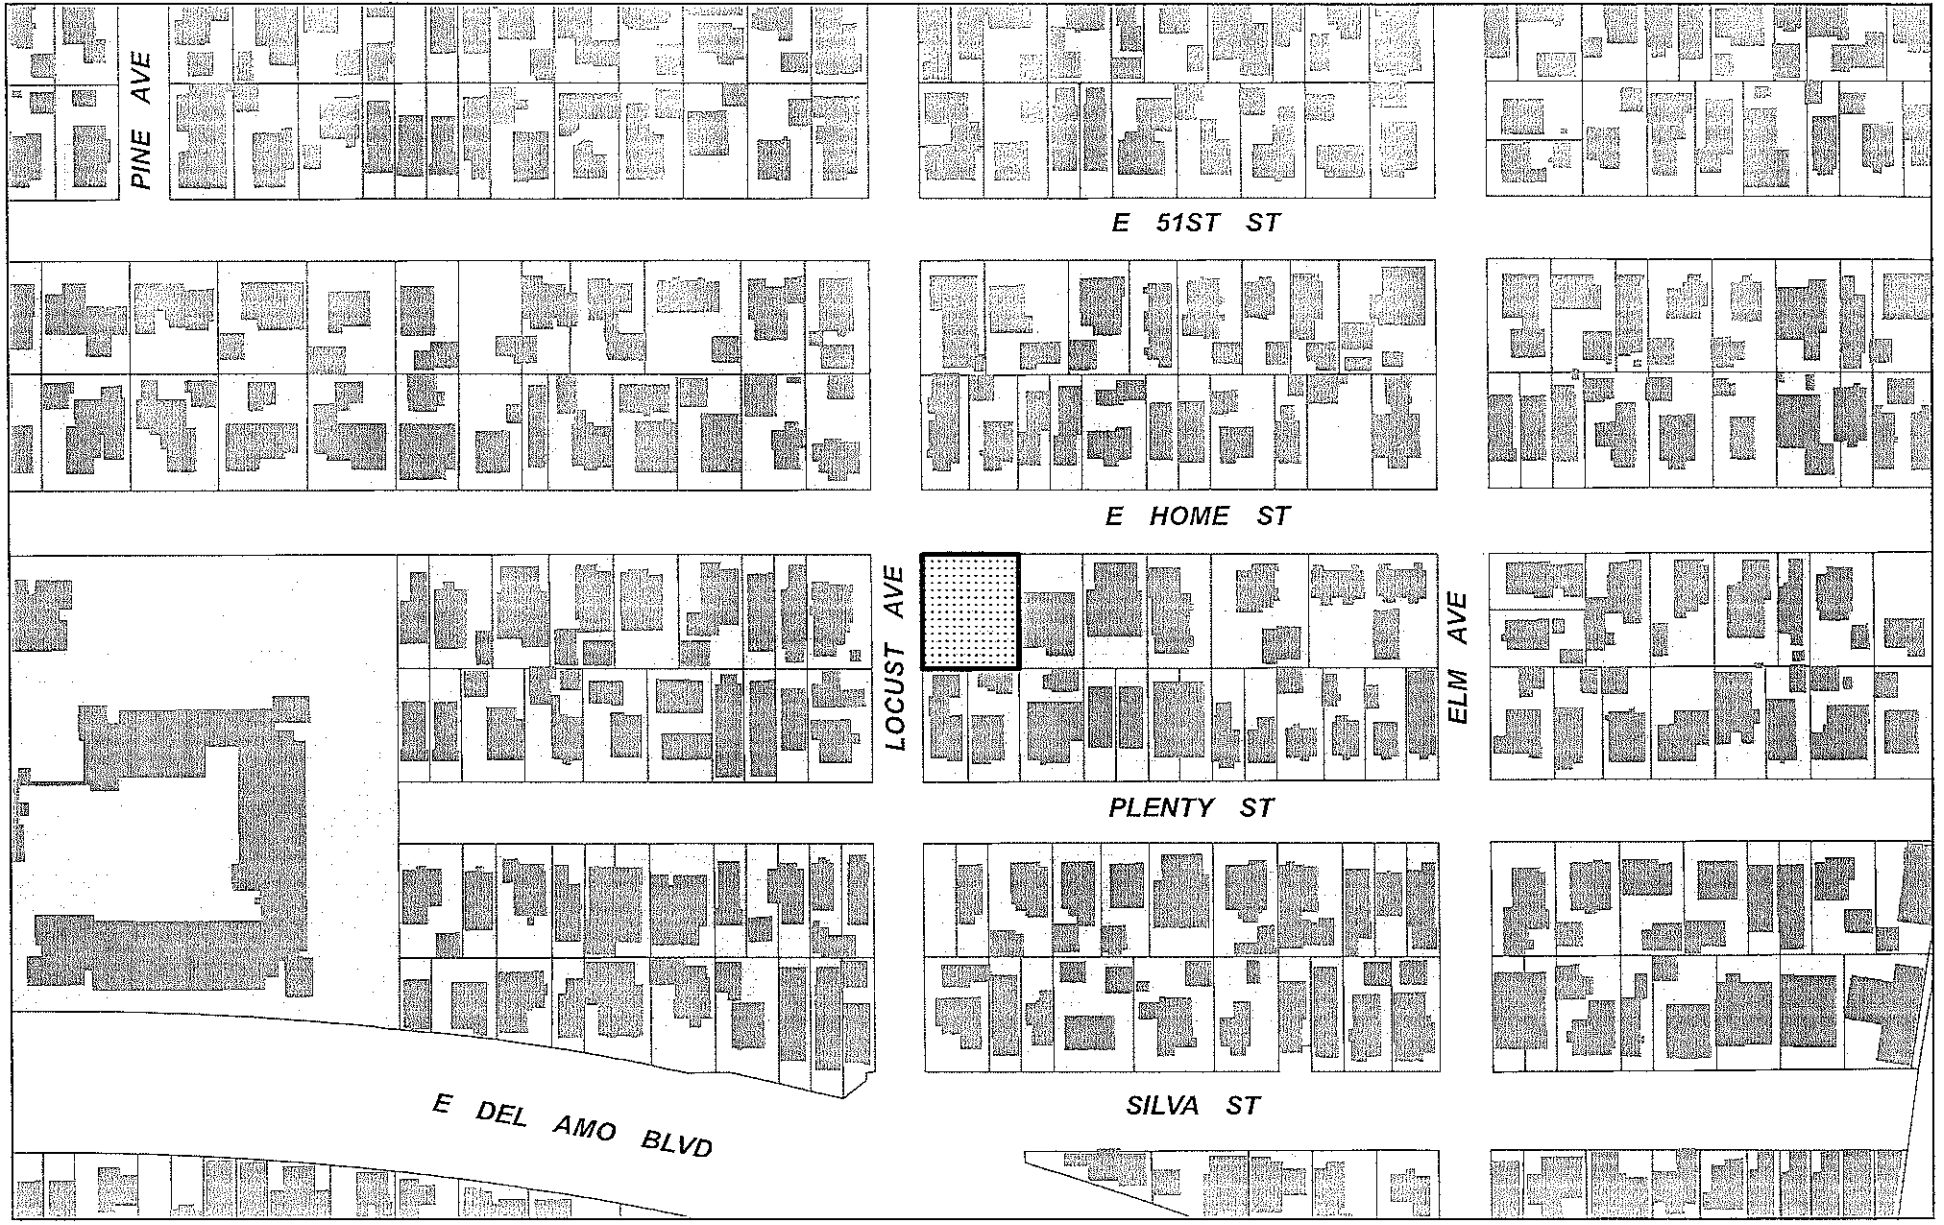 PINE AVE
E 51ST ST
E HOME ST
LOCUST AVE
ELM AVE
PLENTY ST
E DEL AMO BLVD
SILVA ST